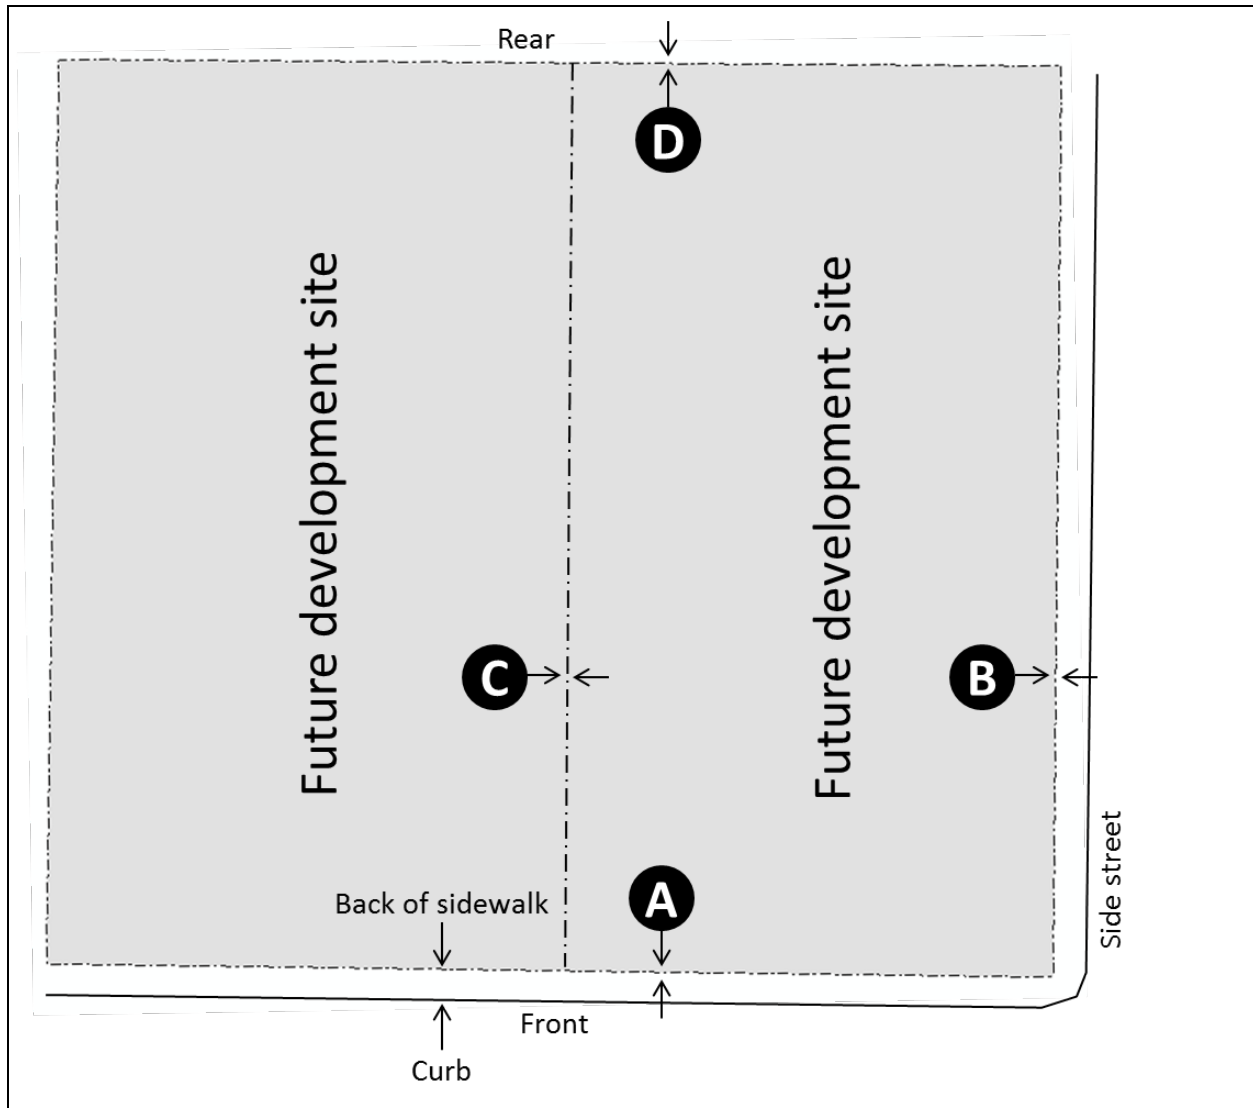 Rear
D
Future development site
Future development site
C
B
A
Back of sidewalk
Side street
Front
Curb